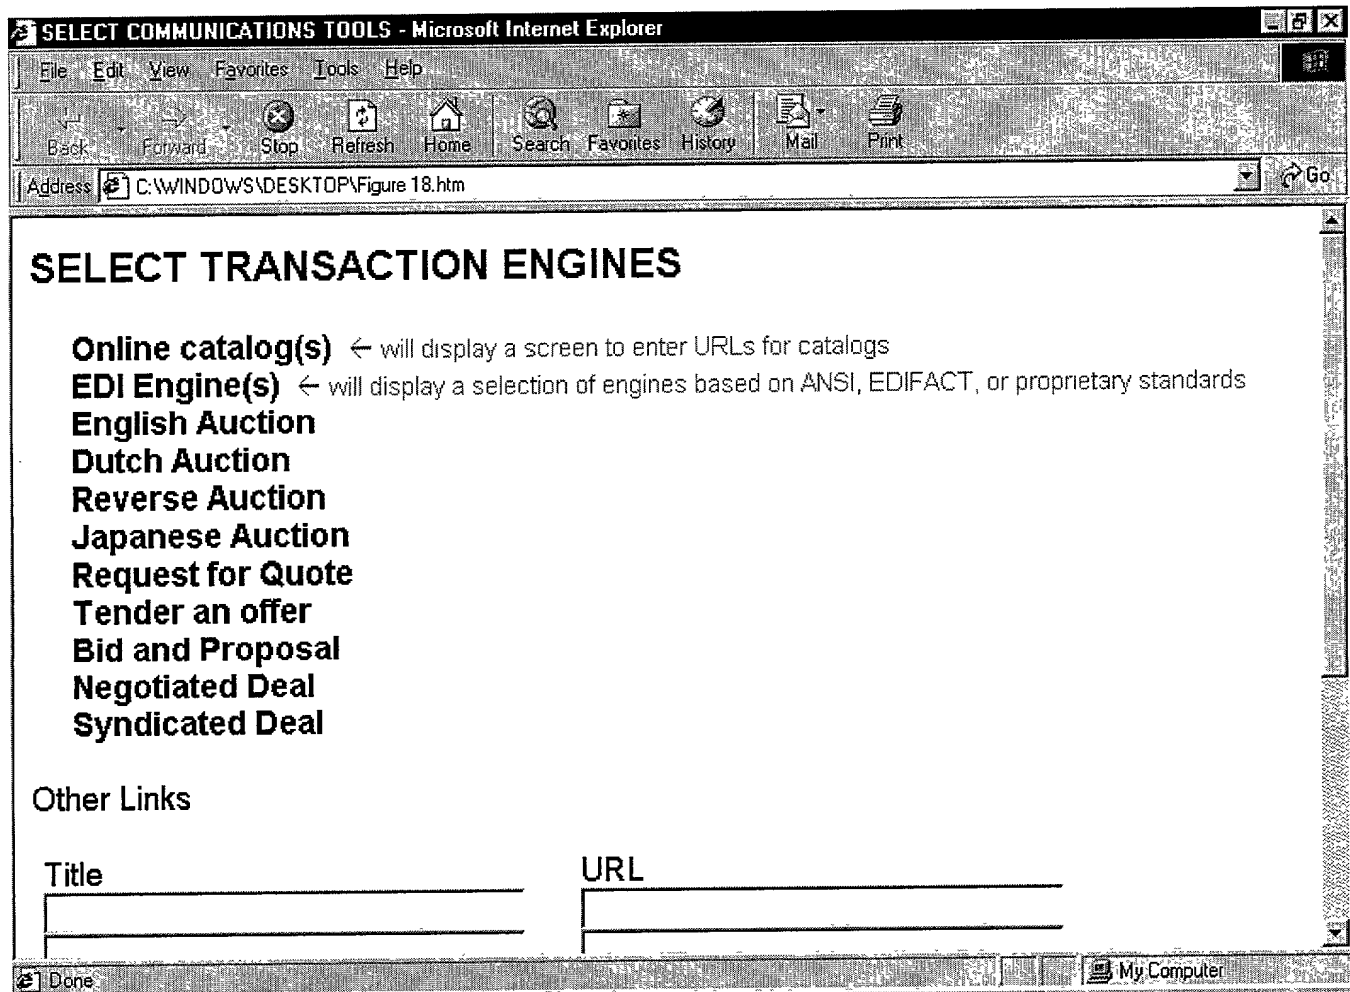 SELECT COMMUNICATIONS TOOLS - Microsoft Internet Explorer
File Edit View Favorites Tools Help
Back Forward Stop Refresh Home Search Favorites History Mail Print
Address C:\WINDOWS\DESKTOP\Figure 18.htm Go
SELECT TRANSACTION ENGINES
Online catalog(s) ← will display a screen to enter URLs for catalogs
EDI Engine(s) ← will display a selection of engines based on ANSI, EDIFACT, or proprietary standards
English Auction
Dutch Auction
Reverse Auction
Japanese Auction
Request for Quote
Tender an offer
Bid and Proposal
Negotiated Deal
Syndicated Deal
Other Links
Title URL
Done My Computer